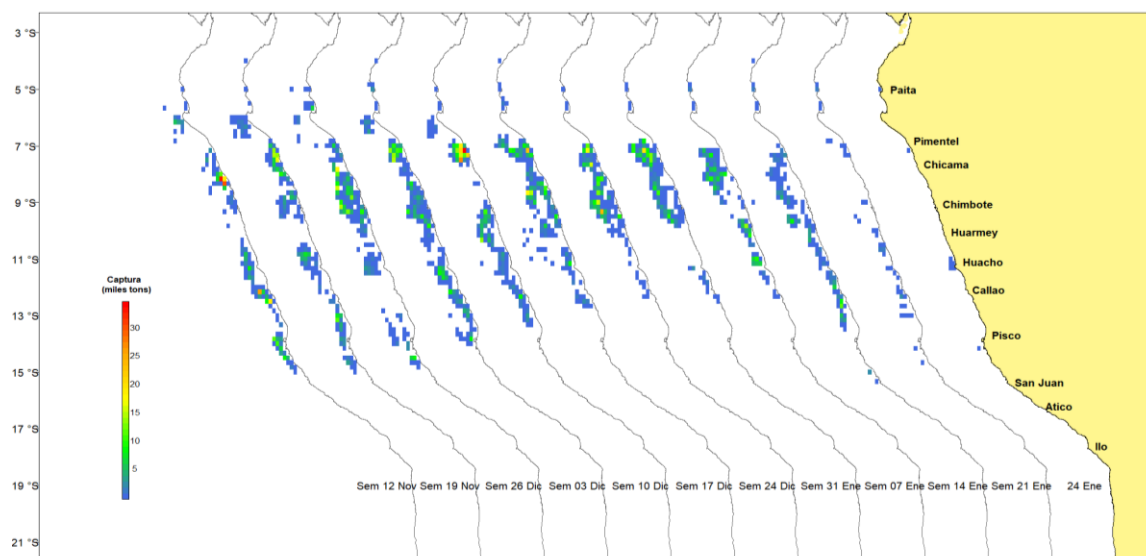 3 °S
5 °S
7 °S
9 °S
11 °S
13 °S
15 °S
17 °S
19 °S
21 °S
Captura
(miles tons)
30
25
20
15
10
5
Paita
Pimentel
Chicama
Chimbote
Huarmey
Huacho
Callao
Pisco
San Juan
Atico
Ilo
Sem 12 Nov Sem 19 Nov Sem 26 Dic Sem 03 Dic Sem 10 Dic Sem 17 Dic Sem 24 Dic Sem 31 Ene Sem 07 Ene Sem 14 Ene Sem 21 Ene 24 Ene